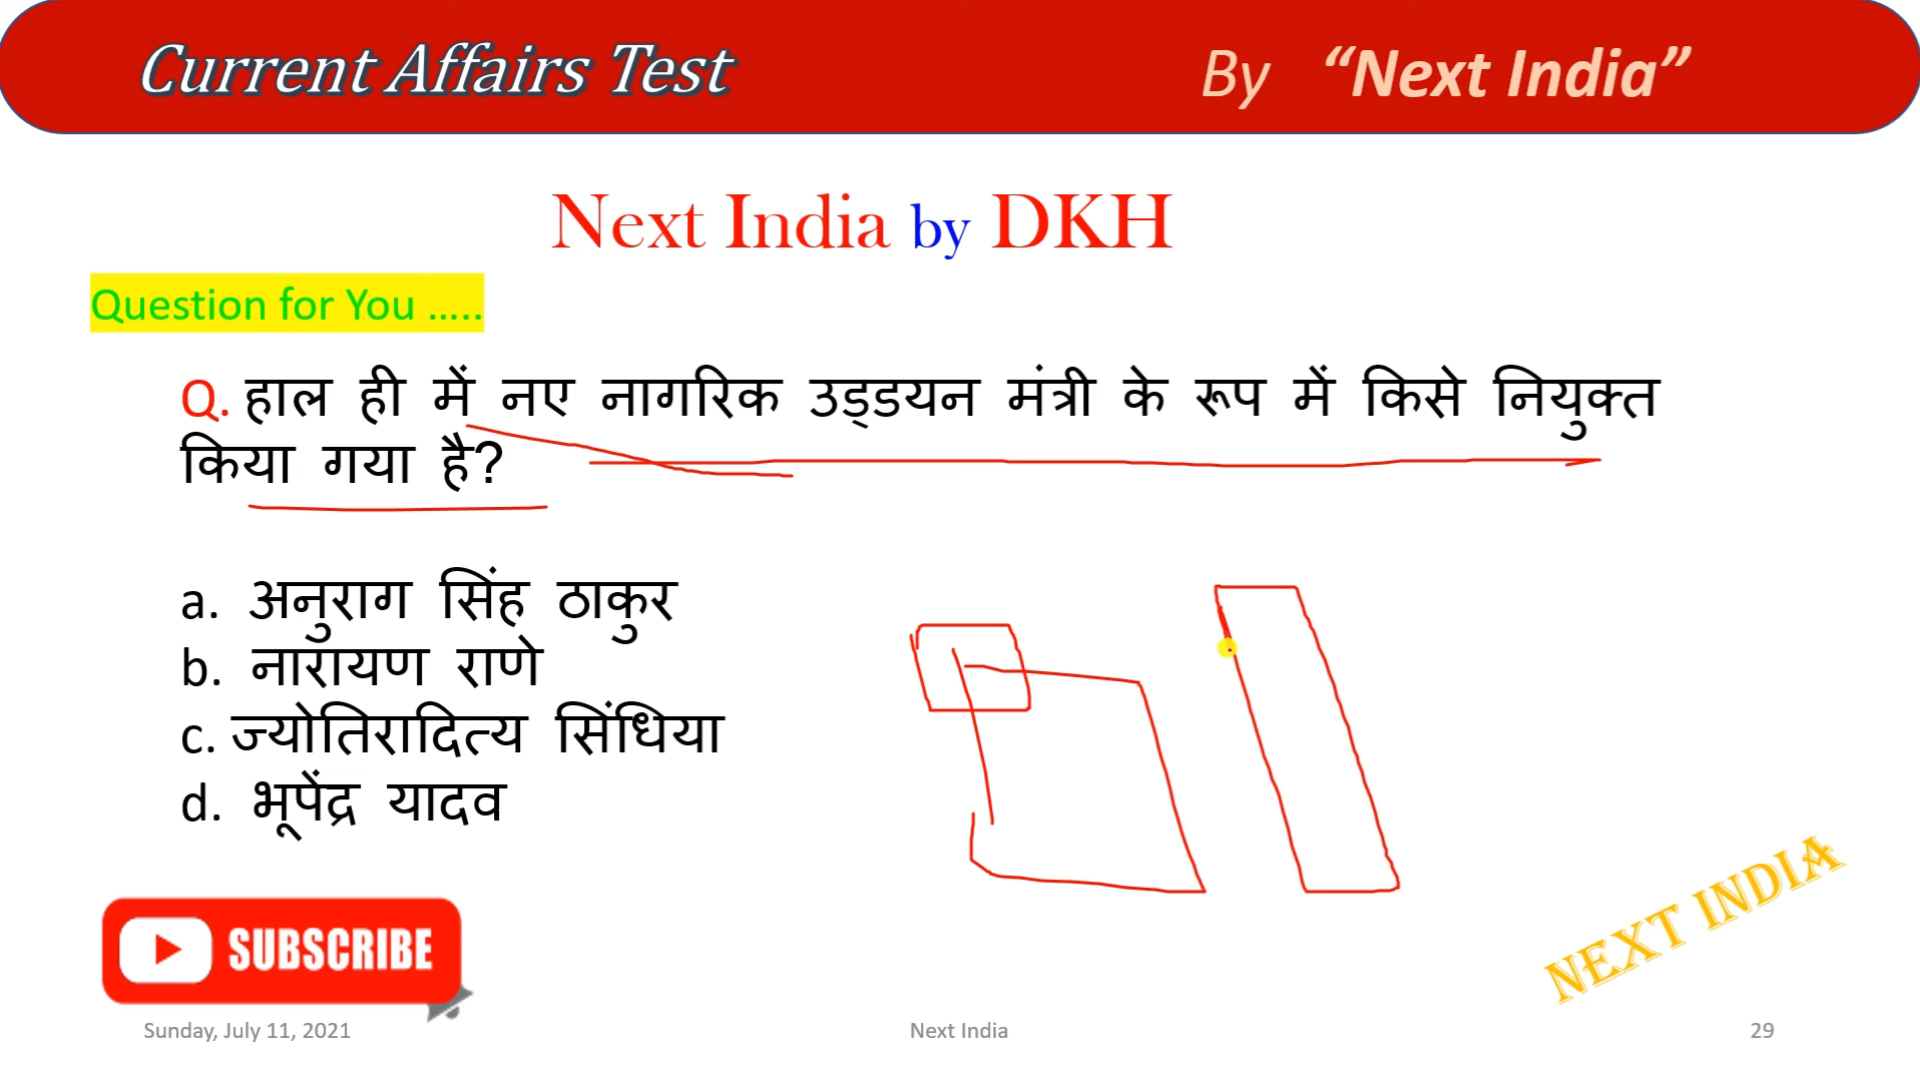 Current Affairs Test
By “Next India”
Next India by DKH
Question for You .....
Q. हाल ही में नए नागरिक उड्डयन मंत्री के रूप में किसे नियुक्त
किया गया है?
a. अनुराग सिंह ठाकुर
b. नारायण राणे
c. ज्योतिरादित्य सिंधिया
d. भूपेंद्र यादव
SUBSCRIBE
NEXT INDIA
Sunday, July 11, 2021
Next India
29